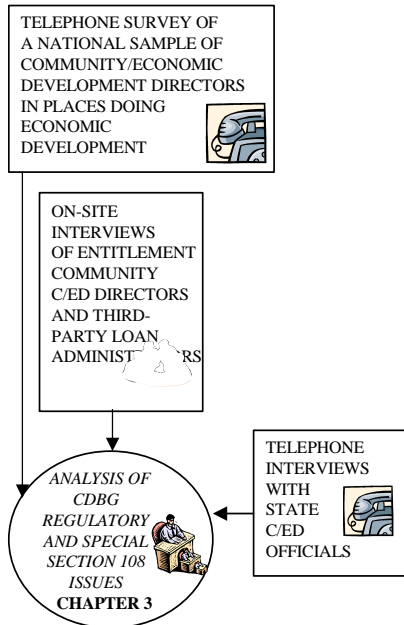 TELEPHONE SURVEY OF
A NATIONAL SAMPLE OF
COMMUNITY/ECONOMIC
DEVELOPMENT DIRECTORS
IN PLACES DOING
ECONOMIC
DEVELOPMENT
ON-SITE
INTERVIEWS
OF ENTITLEMENT
COMMUNITY
C/ED DIRECTORS
AND THIRD-
PARTY LOAN
TELEPHONE
INTERVIEWS
WITH
STATE
C/ED
OFFICIALS
ANALYSIS OF
CDBG
REGULATORY
AND SPECIAL
SECTION 108
ISSUES
CHAPTER 3